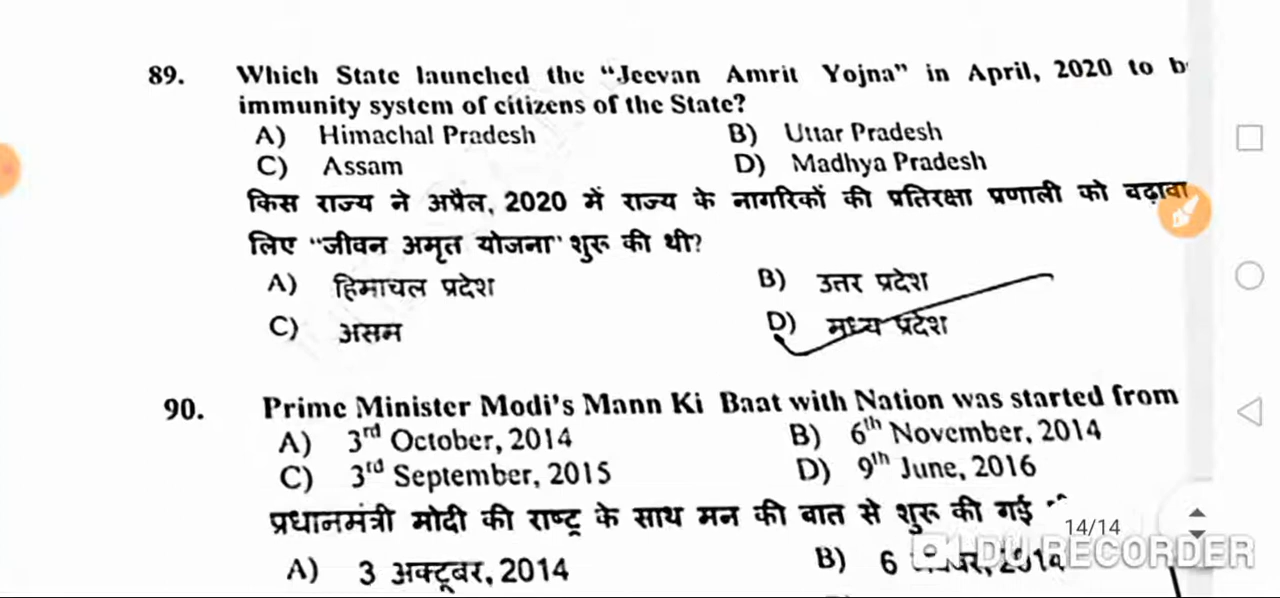 89. Which State launched the “Jeevan Amrit Yojna” in April, 2020 to
immunity system of citizens of the State?
A) Himachal Pradesh B) Uttar Pradesh
C) Assam D) Madhya Pradesh
किस राज्य ने अप्रैल, 2020 में राज्य के नागरिकों की प्रतिरक्षा प्रणाली को बढ़ावा
लिए “जीवन अमृत योजना” शुरू की थी?
A) हिमाचल प्रदेश B) उत्तर प्रदेश
C) असम D) मध्य प्रदेश
90. Prime Minister Modi’s Mann Ki Baat with Nation was started from
A) 3rd October, 2014 B) 6th November, 2014
C) 3rd September, 2015 D) 9th June, 2016
प्रधानमंत्री मोदी की राष्ट्र के साथ मन की बात से शुरू की गई
14/14
DU RECORDER
A) 3 अक्टूबर, 2014 B) 6 2014